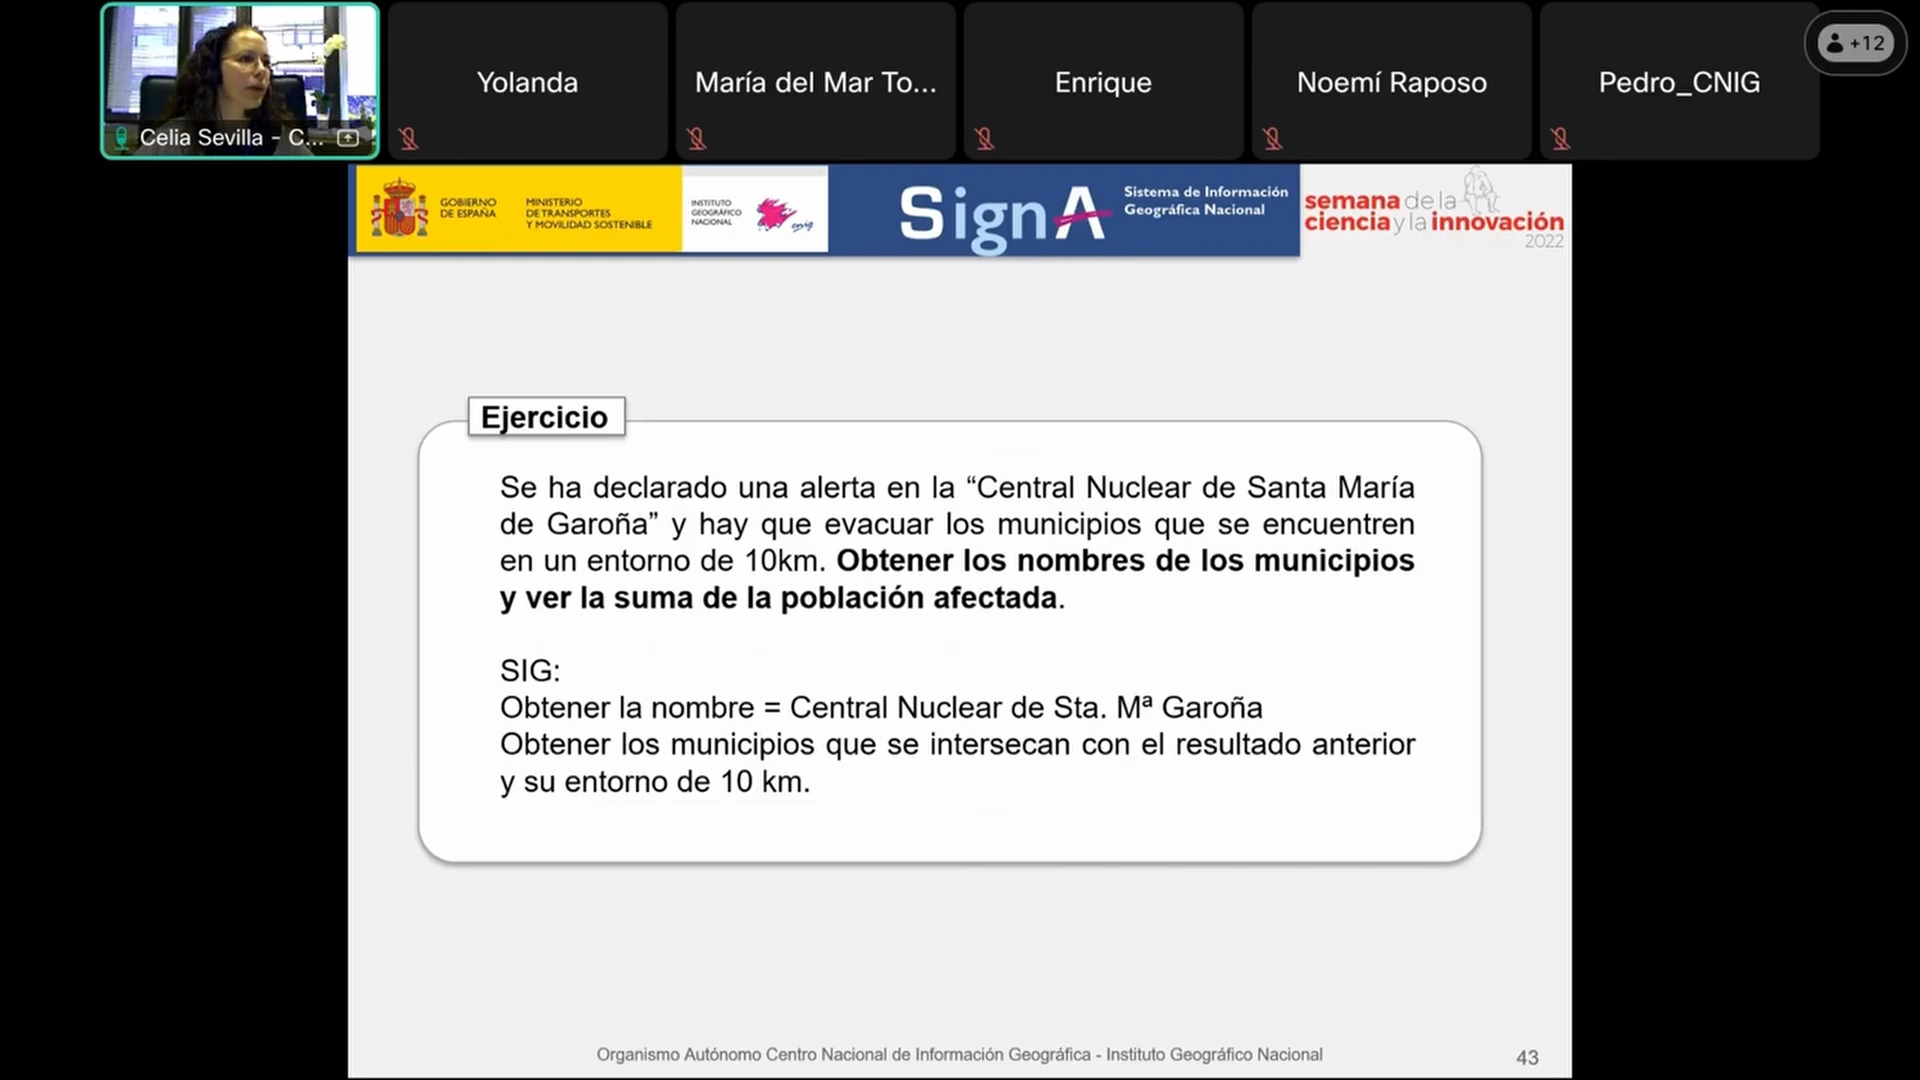 Celia Sevilla - C...
Yolanda
María del Mar To...
Enrique
Noemí Raposo
Pedro_CNIG
+12
GOBIERNO
DE ESPAÑA
MINISTERIO
DE TRANSPORTES
Y MOVILIDAD SOSTENIBLE
INSTITUTO
GEOGRÁFICO
NACIONAL
cnig
SignA
Sistema de Información
Geográfica Nacional
semana de la
ciencia y la innovación
2022
Ejercicio
Se ha declarado una alerta en la “Central Nuclear de Santa María
de Garoña” y hay que evacuar los municipios que se encuentren
en un entorno de 10km. Obtener los nombres de los municipios
y ver la suma de la población afectada.
SIG:
Obtener la nombre = Central Nuclear de Sta. Mª Garoña
Obtener los municipios que se intersecan con el resultado anterior
y su entorno de 10 km.
Organismo Autónomo Centro Nacional de Información Geográfica - Instituto Geográfico Nacional
43